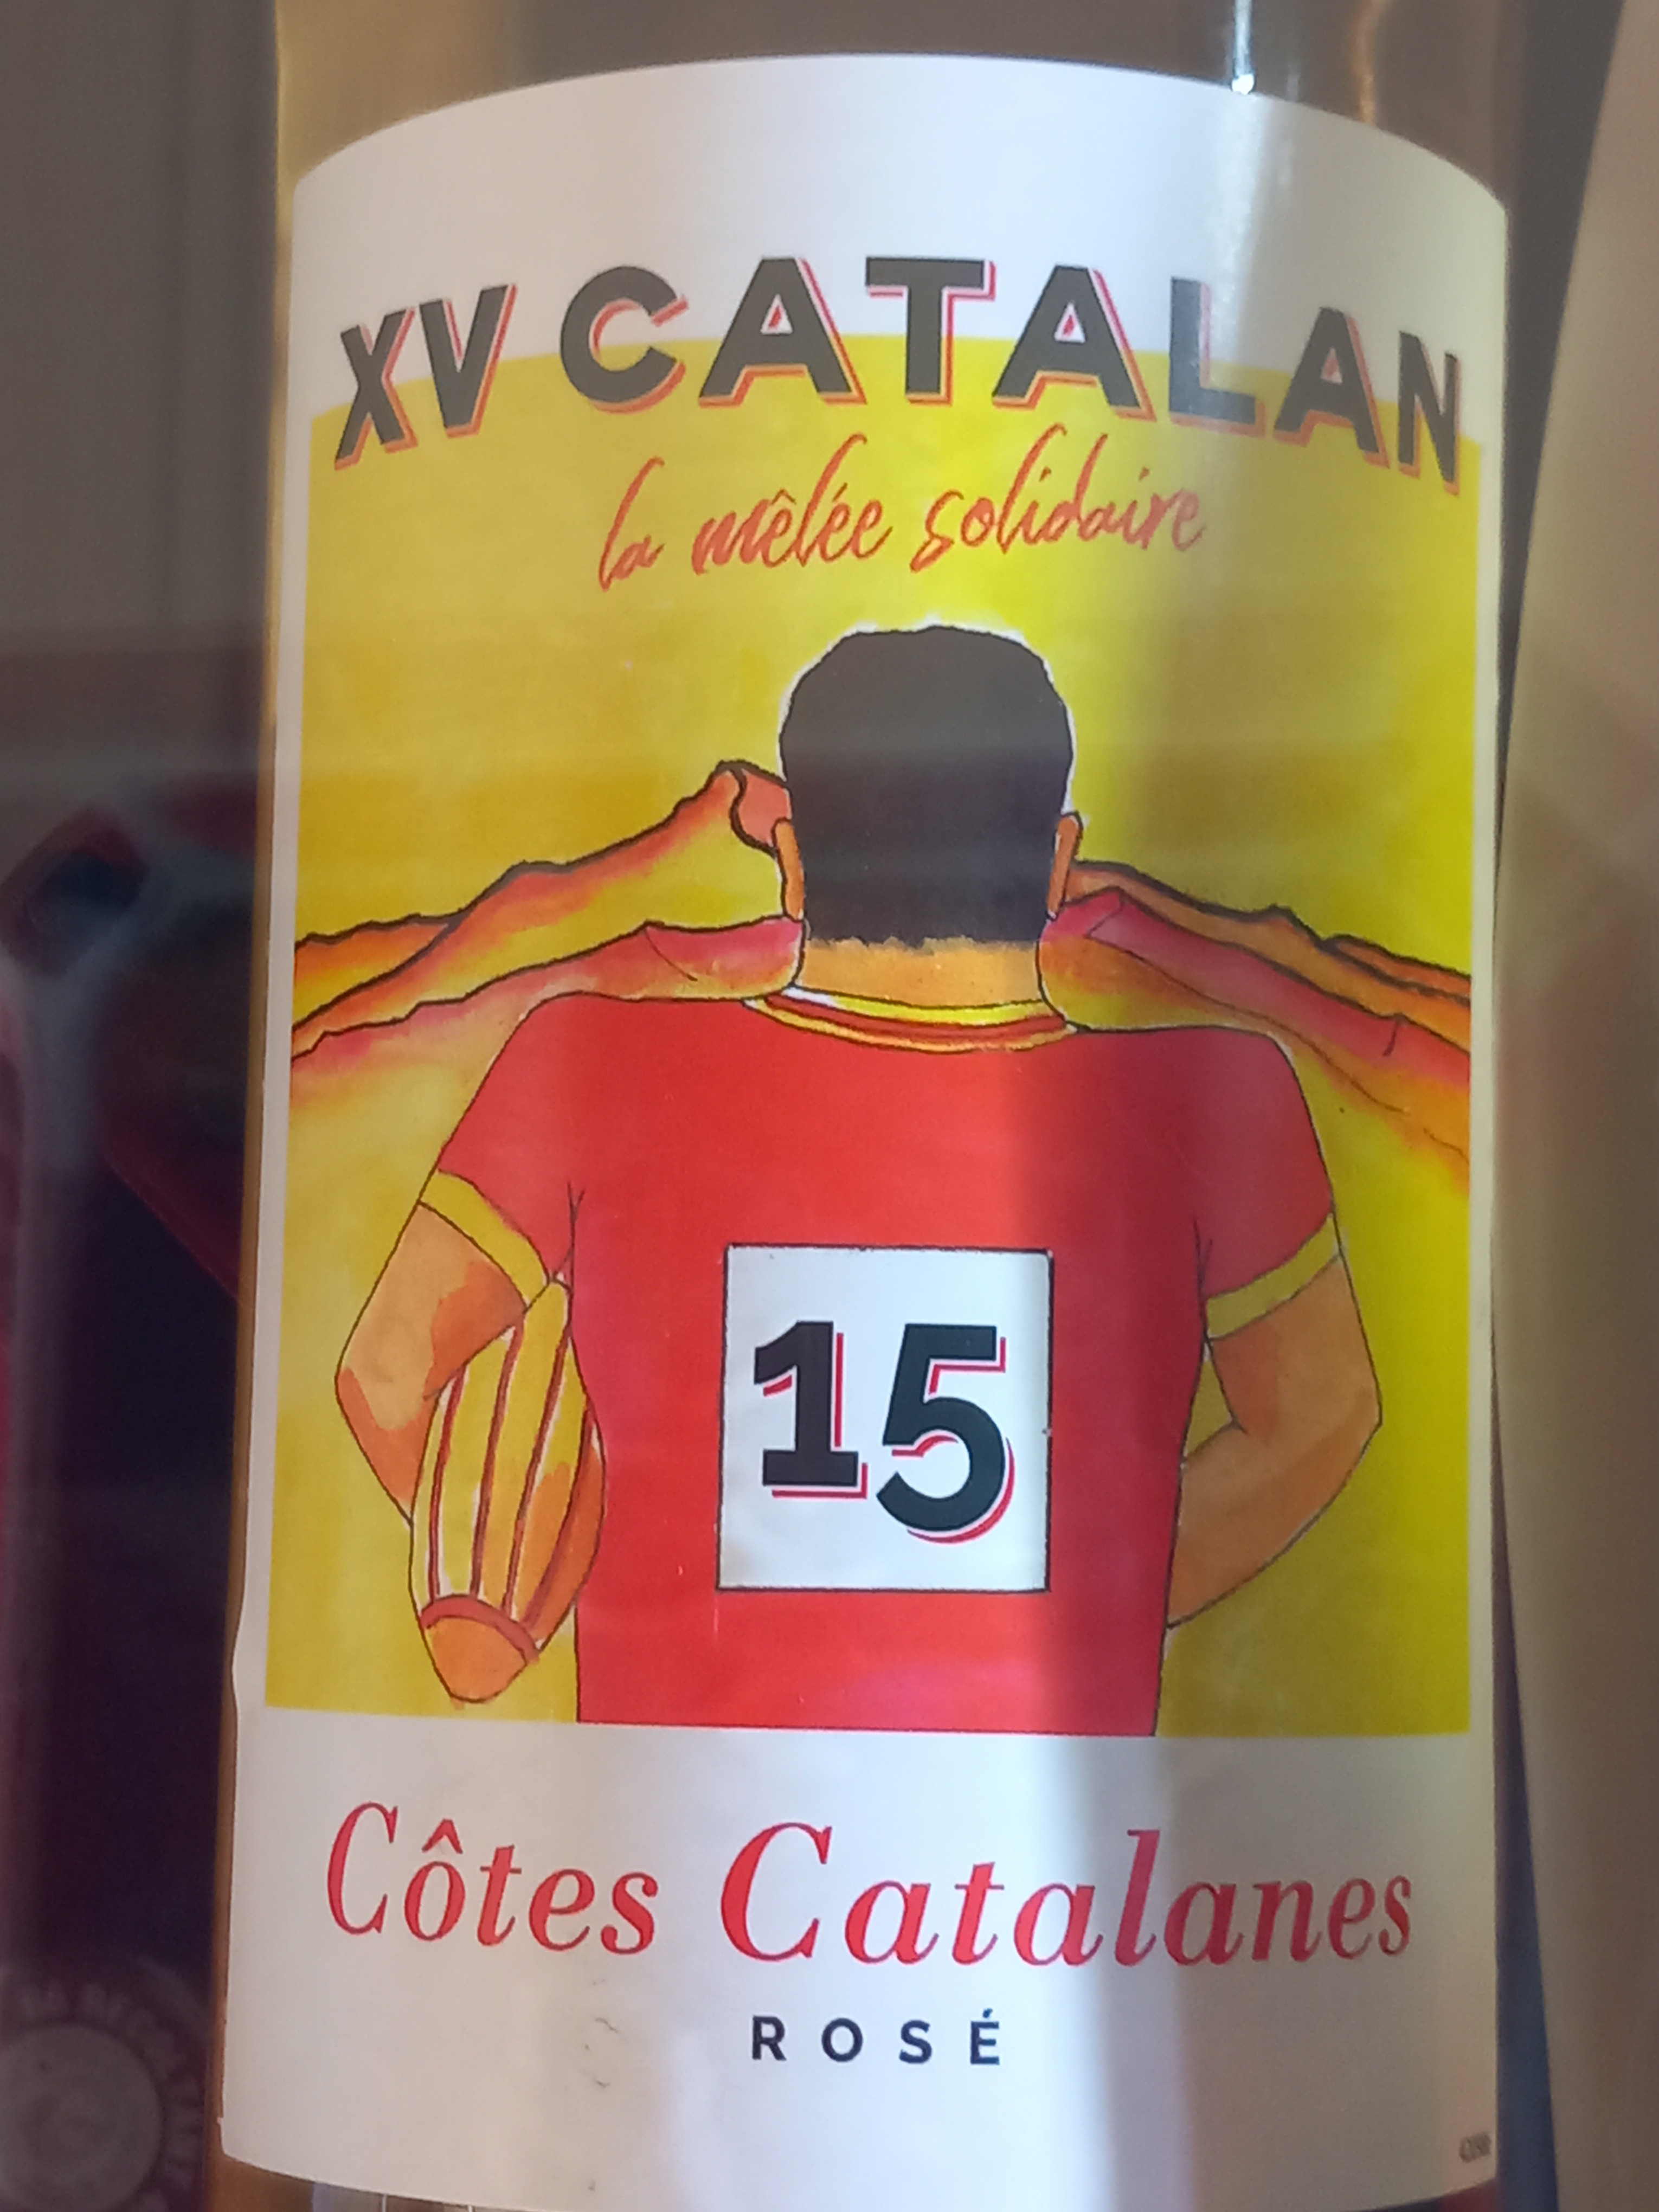 XV CATALAN
la mêlée solidaire
15
Côtes Catalanes
ROSÉ